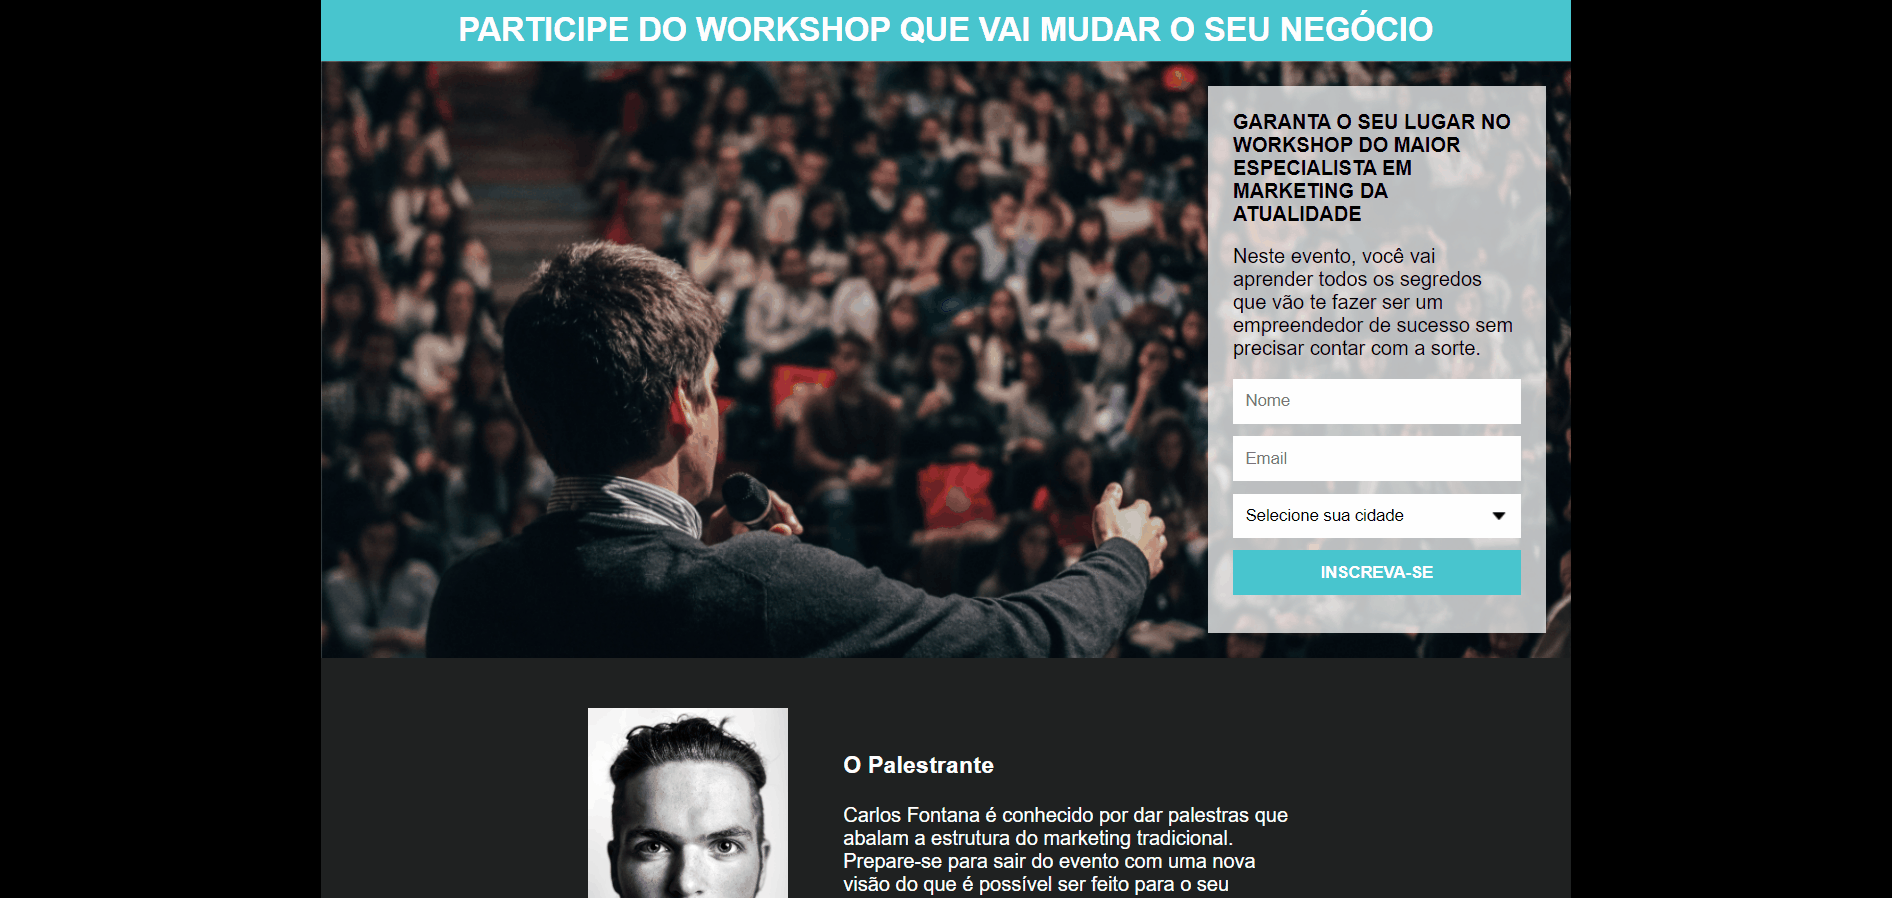 PARTICIPE DO WORKSHOP QUE VAI MUDAR O SEU NEGÓCIO
GARANTA O SEU LUGAR NO
WORKSHOP DO MAIOR
ESPECIALISTA EM
MARKETING DA
ATUALIDADE
Neste evento, você vai
aprender todos os segredos
que vão te fazer ser um
empreendedor de sucesso sem
precisar contar com a sorte.
Nome
Email
Selecione sua cidade
INSCREVA-SE
O Palestrante
Carlos Fontana é conhecido por dar palestras que
abalam a estrutura do marketing tradicional.
Prepare-se para sair do evento com uma nova
visão do que é possível ser feito para o seu